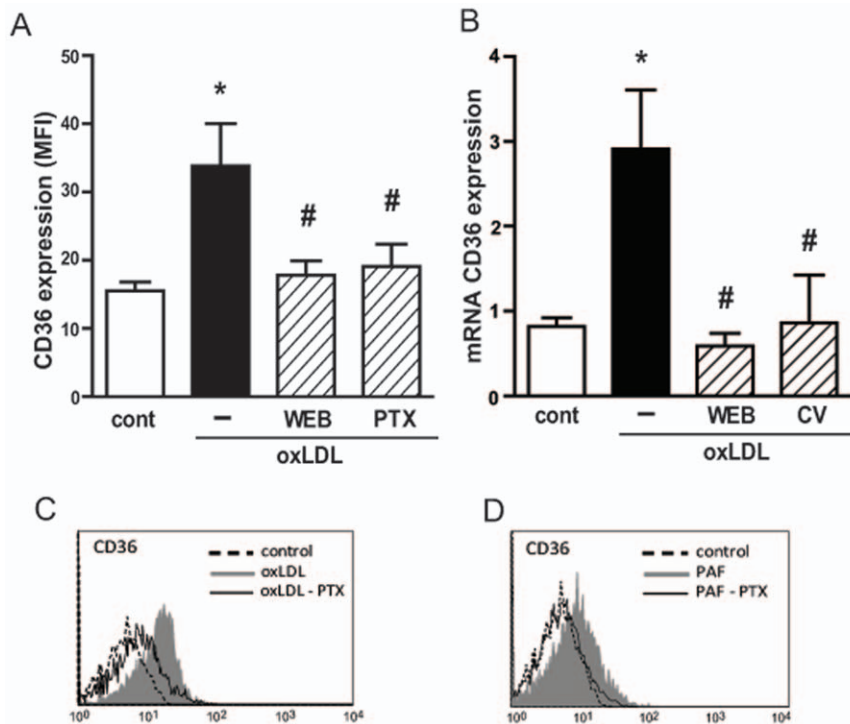 A
CD36 expression (MFI)
50
40
30
20
10
0
*
#
#
cont
–
WEB
PTX
oxLDL
B
mRNA CD36 expression
4
3
2
1
0
*
#
#
cont
–
WEB
CV
oxLDL
C
CD36
control
oxLDL
oxLDL - PTX
10⁰
10¹
10²
10³
10⁴
D
CD36
control
PAF
PAF - PTX
10⁰
10¹
10²
10³
10⁴